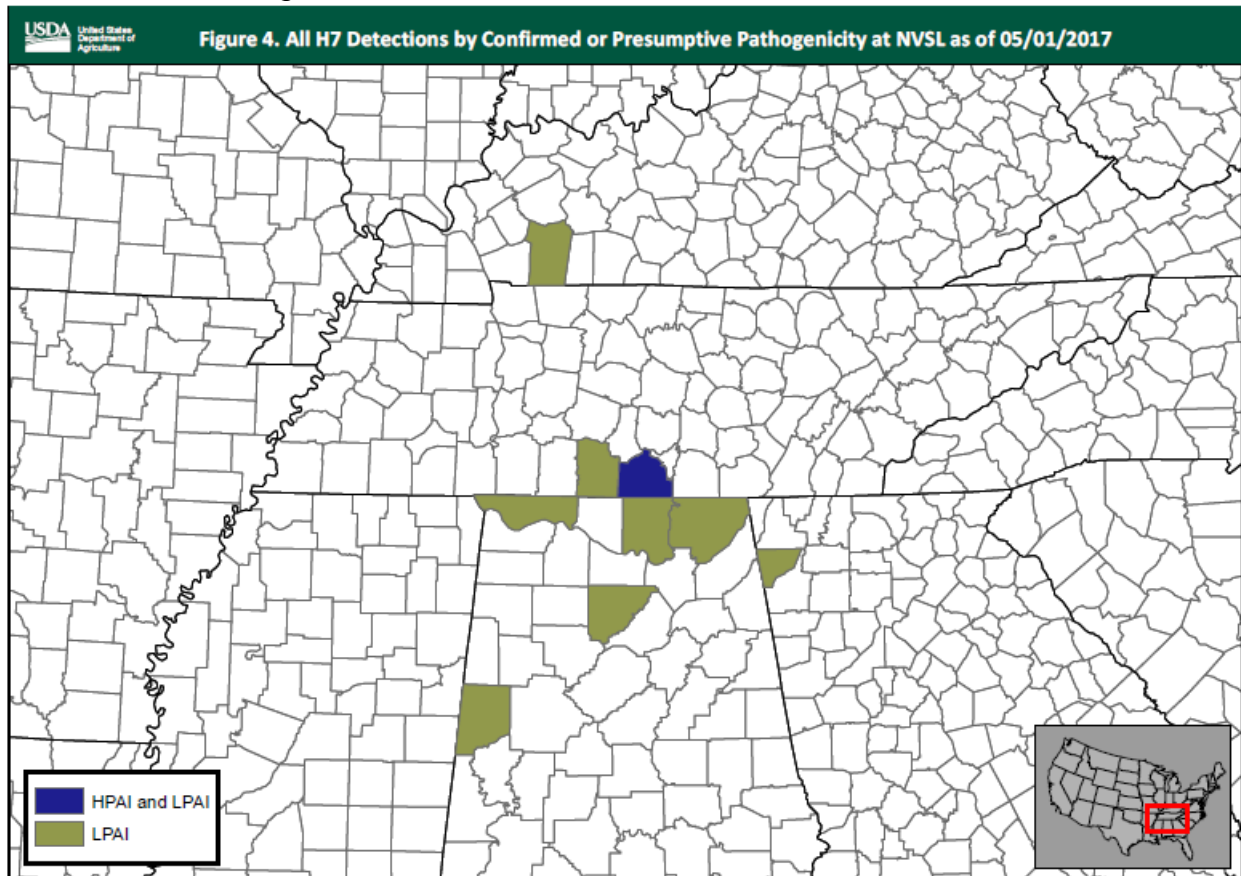 USDA
United States
Department of
Agriculture
Figure 4. All H7 Detections by Confirmed or Presumptive Pathogenicity at NVSL as of 05/01/2017
HPAI and LPAI
LPAI